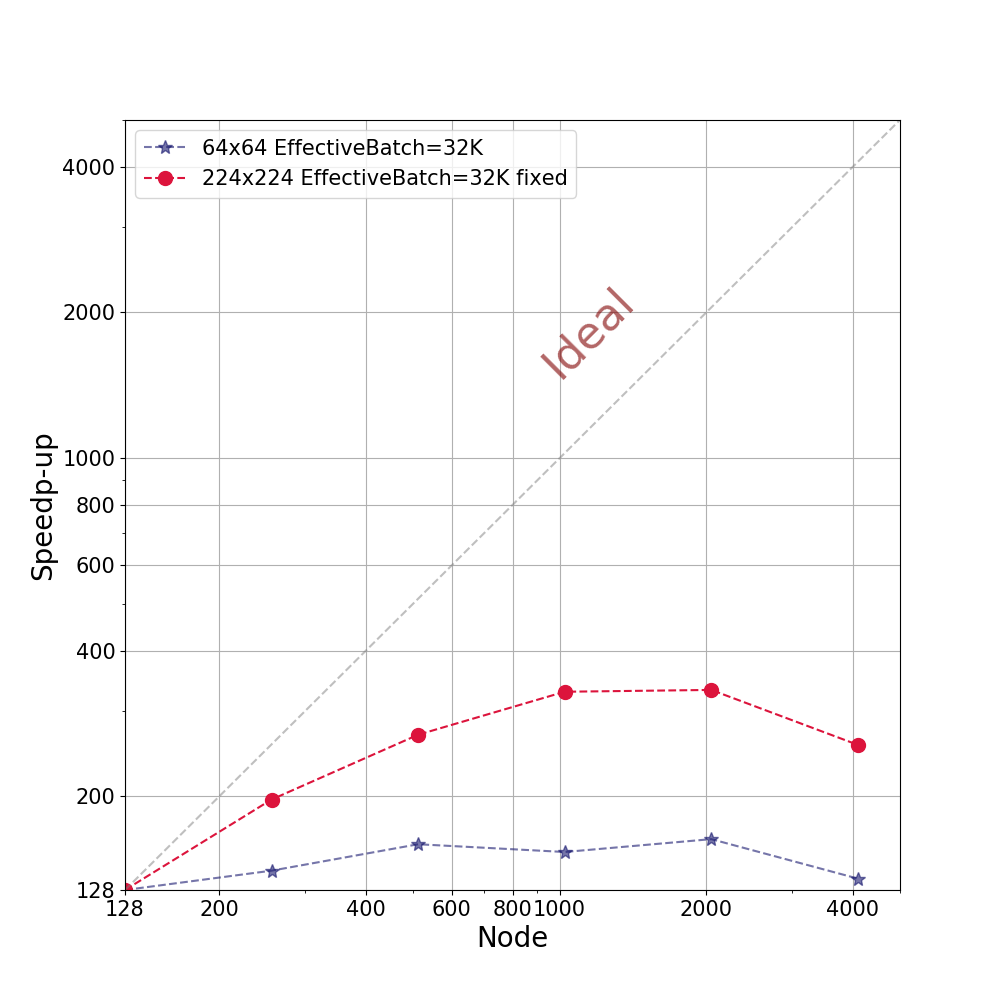 64x64 EffectiveBatch=32K
224x224 EffectiveBatch=32K fixed
4000
2000
1000
800
600
400
200
128
Speedp-up
Ideal
128 200 400 600 800 1000 2000 4000
Node